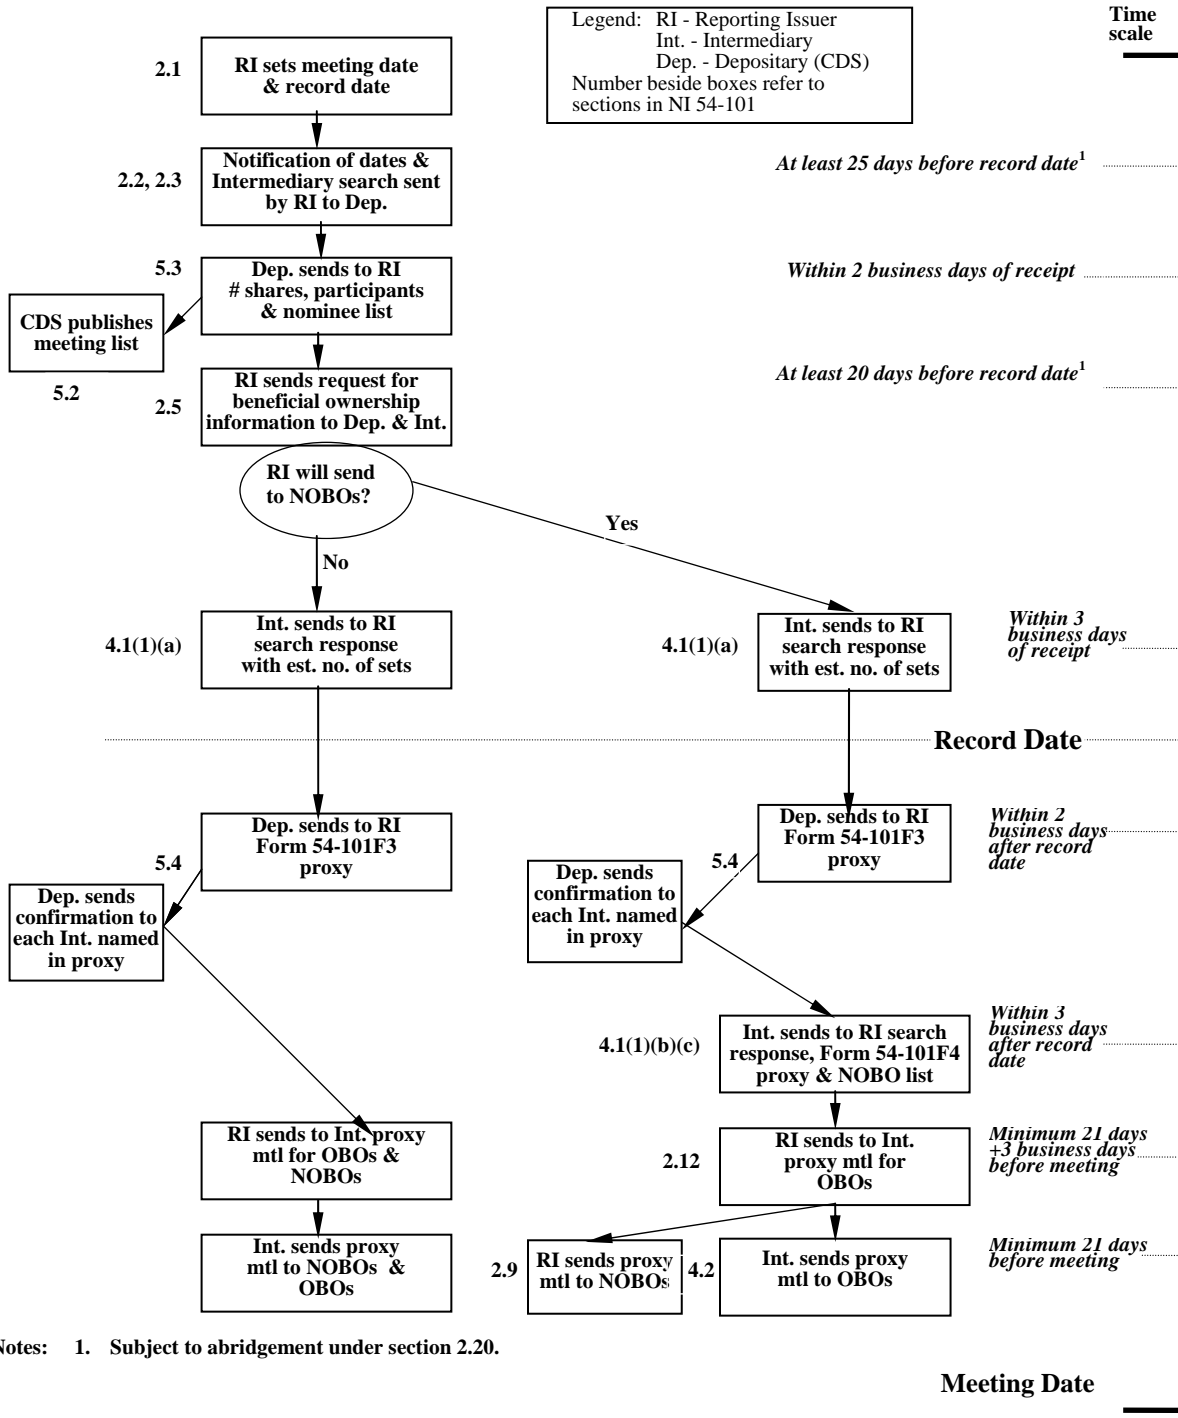 Legend: RI - Reporting Issuer
Int. - Intermediary
Dep. - Depositary (CDS)
Number beside boxes refer to
sections in NI 54-101
Time
scale
2.1
RI sets meeting date
& record date
2.2, 2.3
Notification of dates &
Intermediary search sent
by RI to Dep.
At least 25 days before record date1
5.3
Dep. sends to RI
# shares, participants
& nominee list
Within 2 business days of receipt
CDS publishes
meeting list
5.2
2.5
RI sends request for
beneficial ownership
information to Dep. & Int.
At least 20 days before record date1
RI will send
to NOBOs?
Yes
No
4.1(1)(a)
Int. sends to RI
search response
with est. no. of sets
4.1(1)(a)
Int. sends to RI
search response
with est. no. of sets
Within 3
business days
of receipt
Record Date
Dep. sends to RI
Form 54-101F3
proxy
5.4
Dep. sends
confirmation to
each Int. named
in proxy
Dep. sends to RI
Form 54-101F3
proxy
5.4
Dep. sends
confirmation to
each Int. named
in proxy
Within 2
business days
after record
date
4.1(1)(b)(c)
Int. sends to RI search
response, Form 54-101F4
proxy & NOBO list
Within 3
business days
after record
date
RI sends to Int. proxy
mtl for OBOs &
NOBOs
2.12
RI sends to Int.
proxy mtl for
OBOs
Minimum 21 days
+3 business days
before meeting
Int. sends proxy
mtl to NOBOs &
OBOs
2.9
RI sends proxy
mtl to NOBOs
4.2
Int. sends proxy
mtl to OBOs
Minimum 21 days
before meeting
Notes: 1. Subject to abridgement under section 2.20.
Meeting Date